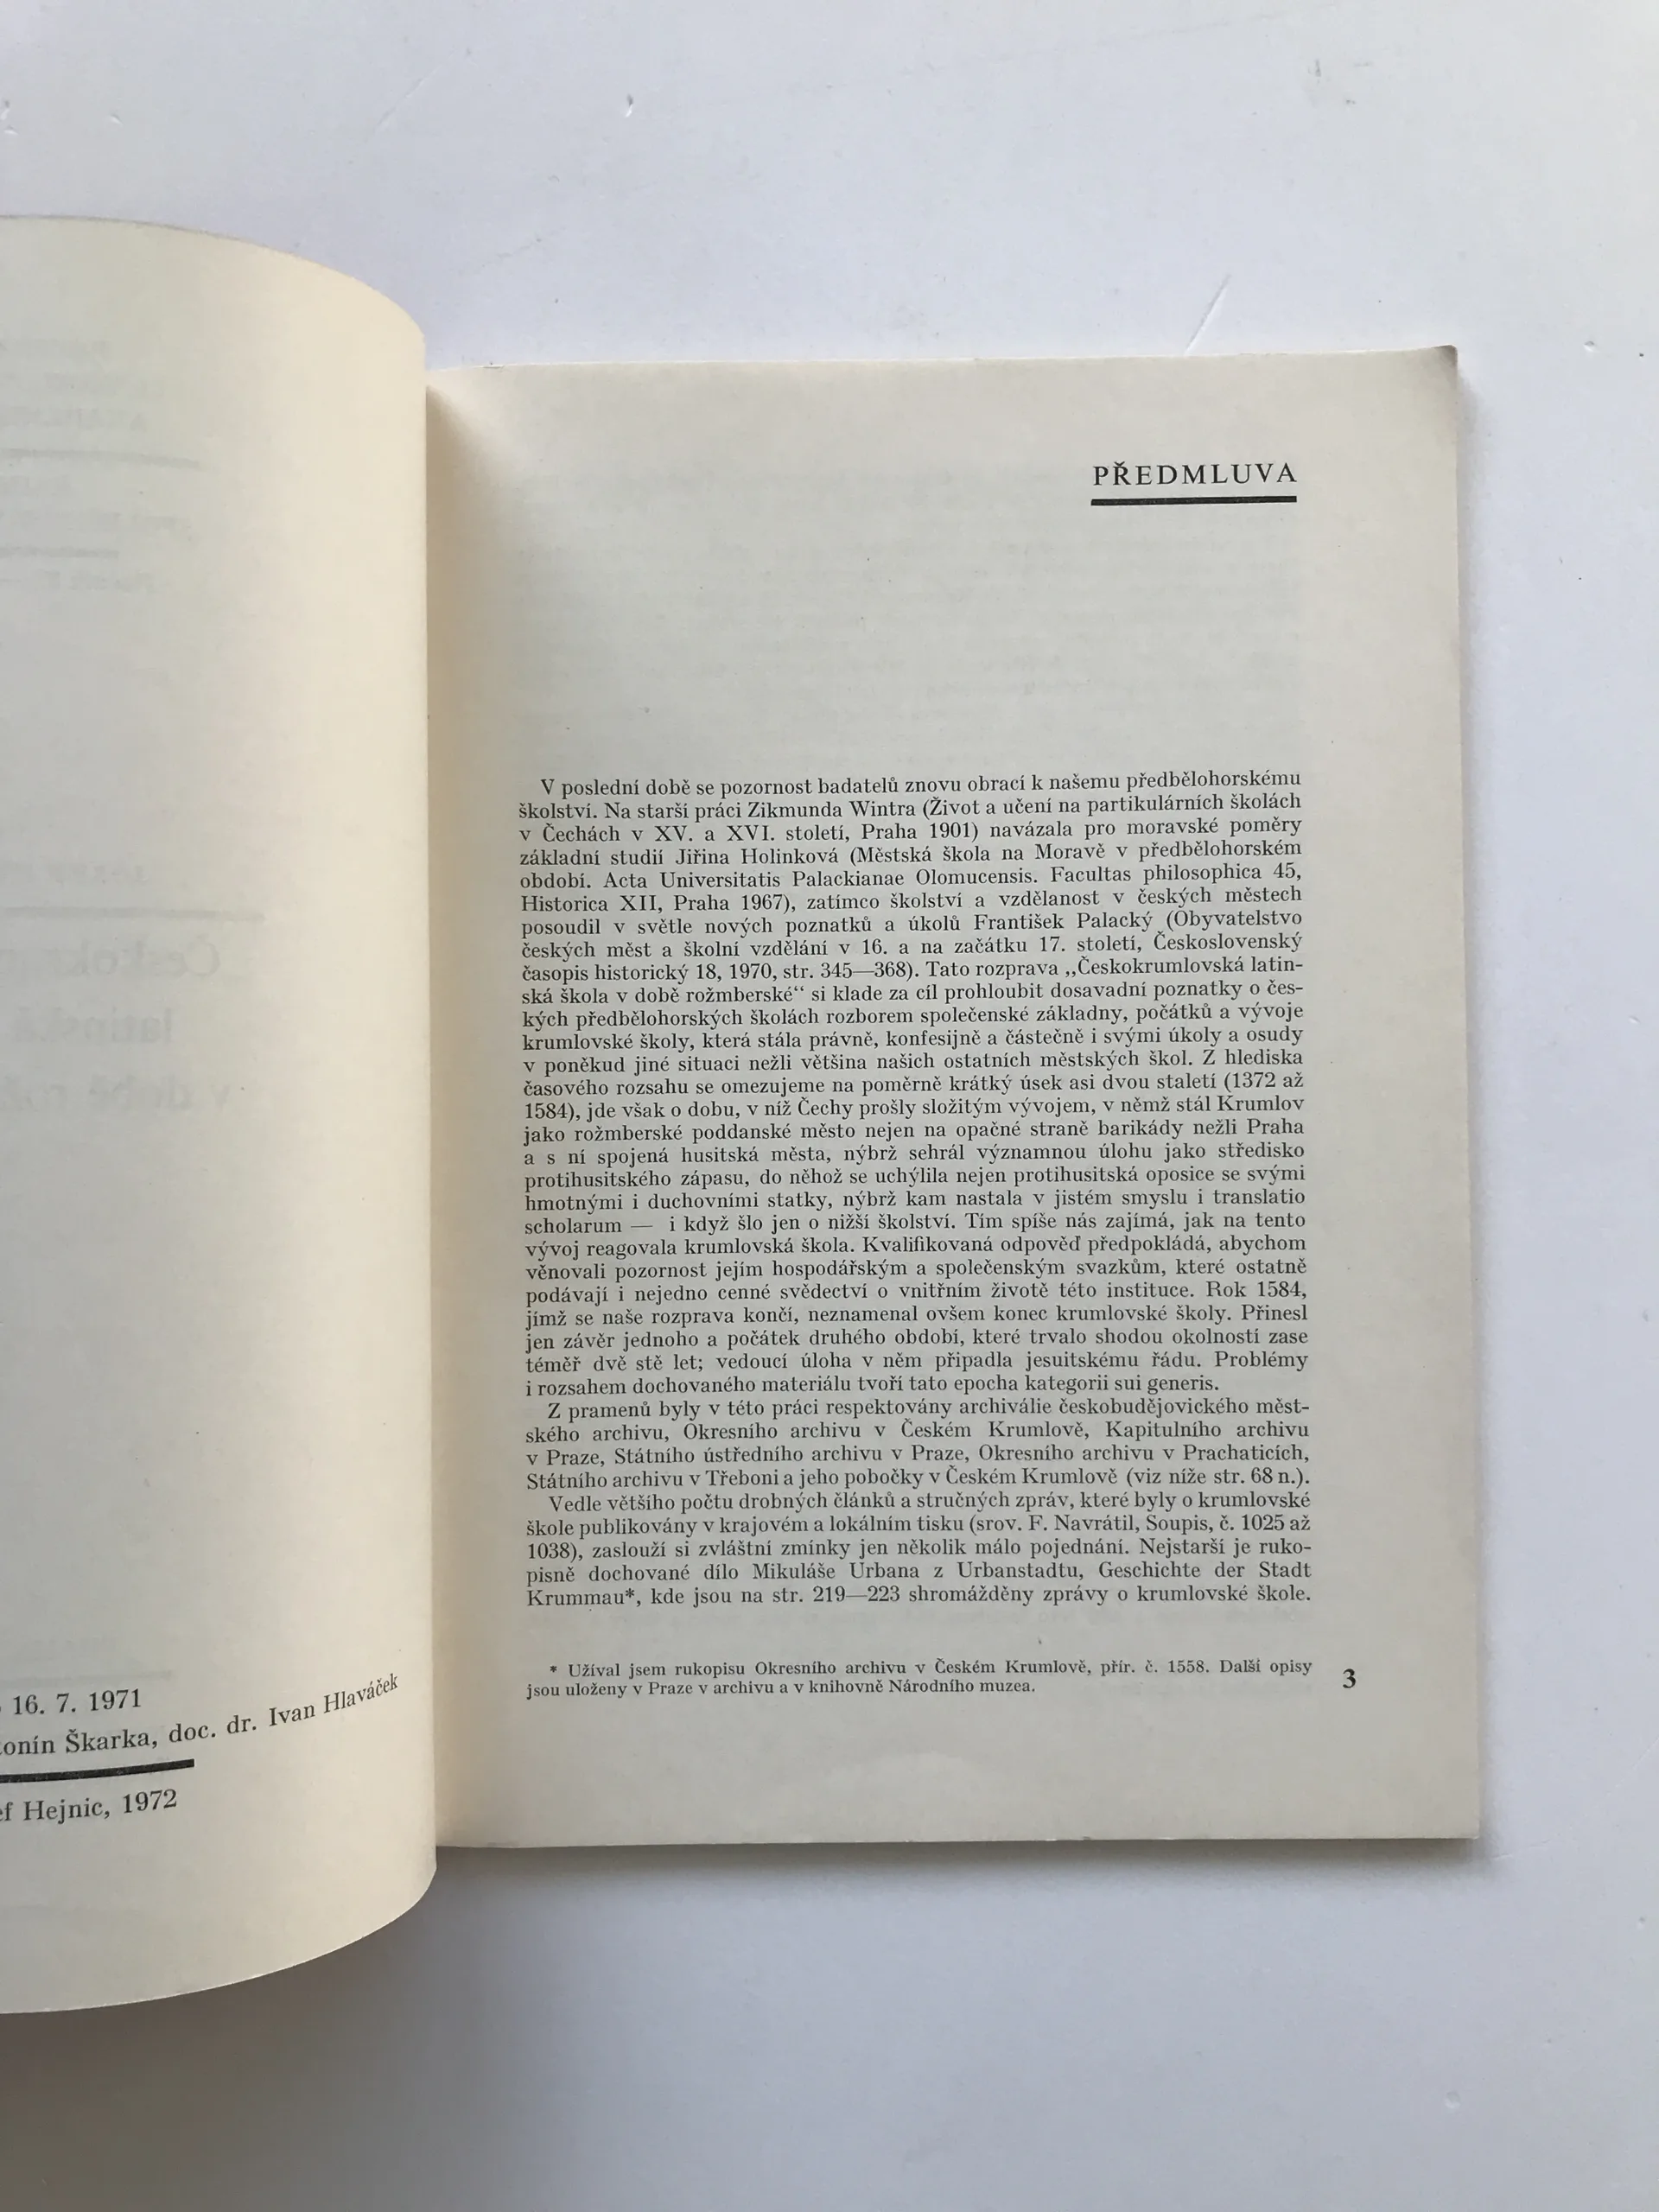 16. 7. 1971
Škarka, doc. dr. Ivan Hlaváček
Hejnic, 1972
PŘEDMLUVA
V poslední době se pozornost badatelů znovu obrací k našemu předbělohorskému
školství. Na starší práci Zikmunda Wintra (Život a učení na partikulárních školách
v Čechách v XV. a XVI. století, Praha 1901) navázala pro moravské poměry
základní studií Jiřina Holinková (Městská škola na Moravě v předbělohorském
období. Acta Universitatis Palackianae Olomucensis. Facultas philosophica 45,
Historica XII, Praha 1967), zatímco školství a vzdělanost v českých městech
posoudil v světle nových poznatků a úkolů František Palacký (Obyvatelstvo
českých měst a školní vzdělání v 16. a na začátku 17. století, Československý
časopis historický 18, 1970, str. 345—368). Tato rozprava „Českokrumlovská latin-
ská škola v době rožmberské“ si klade za cíl prohloubit dosavadní poznatky o čes-
kých předbělohorských školách rozborem společenské základny, počátků a vývoje
krumlovské školy, která stála právně, konfesijně a částečně i svými úkoly a osudy
v poněkud jiné situaci nežli většina našich ostatních městských škol. Z hlediska
časového rozsahu se omezujeme na poměrně krátký úsek asi dvou staletí (1372 až
1584), jde však o dobu, v níž Čechy prošly složitým vývojem, v němž stál Krumlov
jako rožmberské poddanské město nejen na opačné straně barikády nežli Praha
a s ní spojená husitská města, nýbrž sehrál významnou úlohu jako středisko
protihusitského zápasu, do něhož se uchýlila nejen protihusitská oposice se svými
hmotnými i duchovními statky, nýbrž kam nastala v jistém smyslu i translatio
scholarum — i když šlo jen o nižší školství. Tím spíše nás zajímá, jak na tento
vývoj reagovala krumlovská škola. Kvalifikovaná odpověď předpokládá, abychom
věnovali pozornost jejím hospodářským a společenským svazkům, které ostatně
podávají i nejedno cenné svědectví o vnitřním životě této instituce. Rok 1584,
jímž se naše rozprava končí, neznamenal ovšem konec krumlovské školy. Přinesl
jen závěr jednoho a počátek druhého období, které trvalo shodou okolností zase
téměř dvě stě let; vedoucí úloha v něm připadla jesuitskému řádu. Problémy
i rozsahem dochovaného materiálu tvoří tato epocha kategorii sui generis.
Z pramenů byly v této práci respektovány archiválie českobudějovického měst-
ského archivu, Okresního archivu v Českém Krumlově, Kapitulního archivu
v Praze, Státního ústředního archivu v Praze, Okresního archivu v Prachaticích,
Státního archivu v Třeboni a jeho pobočky v Českém Krumlově (viz níže str. 68 n.).
Vedle většího počtu drobných článků a stručných zpráv, které byly o krumlovské
škole publikovány v krajovém a lokálním tisku (srov. F. Navrátil, Soupis, č. 1025 až
1038), zaslouží si zvláštní zmínky jen několik málo pojednání. Nejstarší je ruko-
pisně dochované dílo Mikuláše Urbana z Urbanstadtu, Geschichte der Stadt
Krummau*, kde jsou na str. 219—223 shromážděny zprávy o krumlovské škole.
* Užíval jsem rukopisu Okresního archivu v Českém Krumlově, přír. č. 1558. Další opisy
jsou uloženy v Praze v archivu a v knihovně Národního muzea.
3